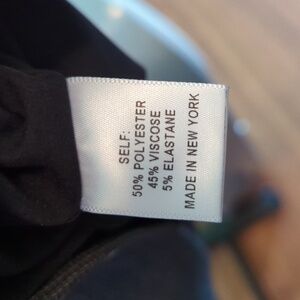 SELF:
50% POLYESTER
45% VISCOSE
5% ELASTANE
MADE IN NEW YORK